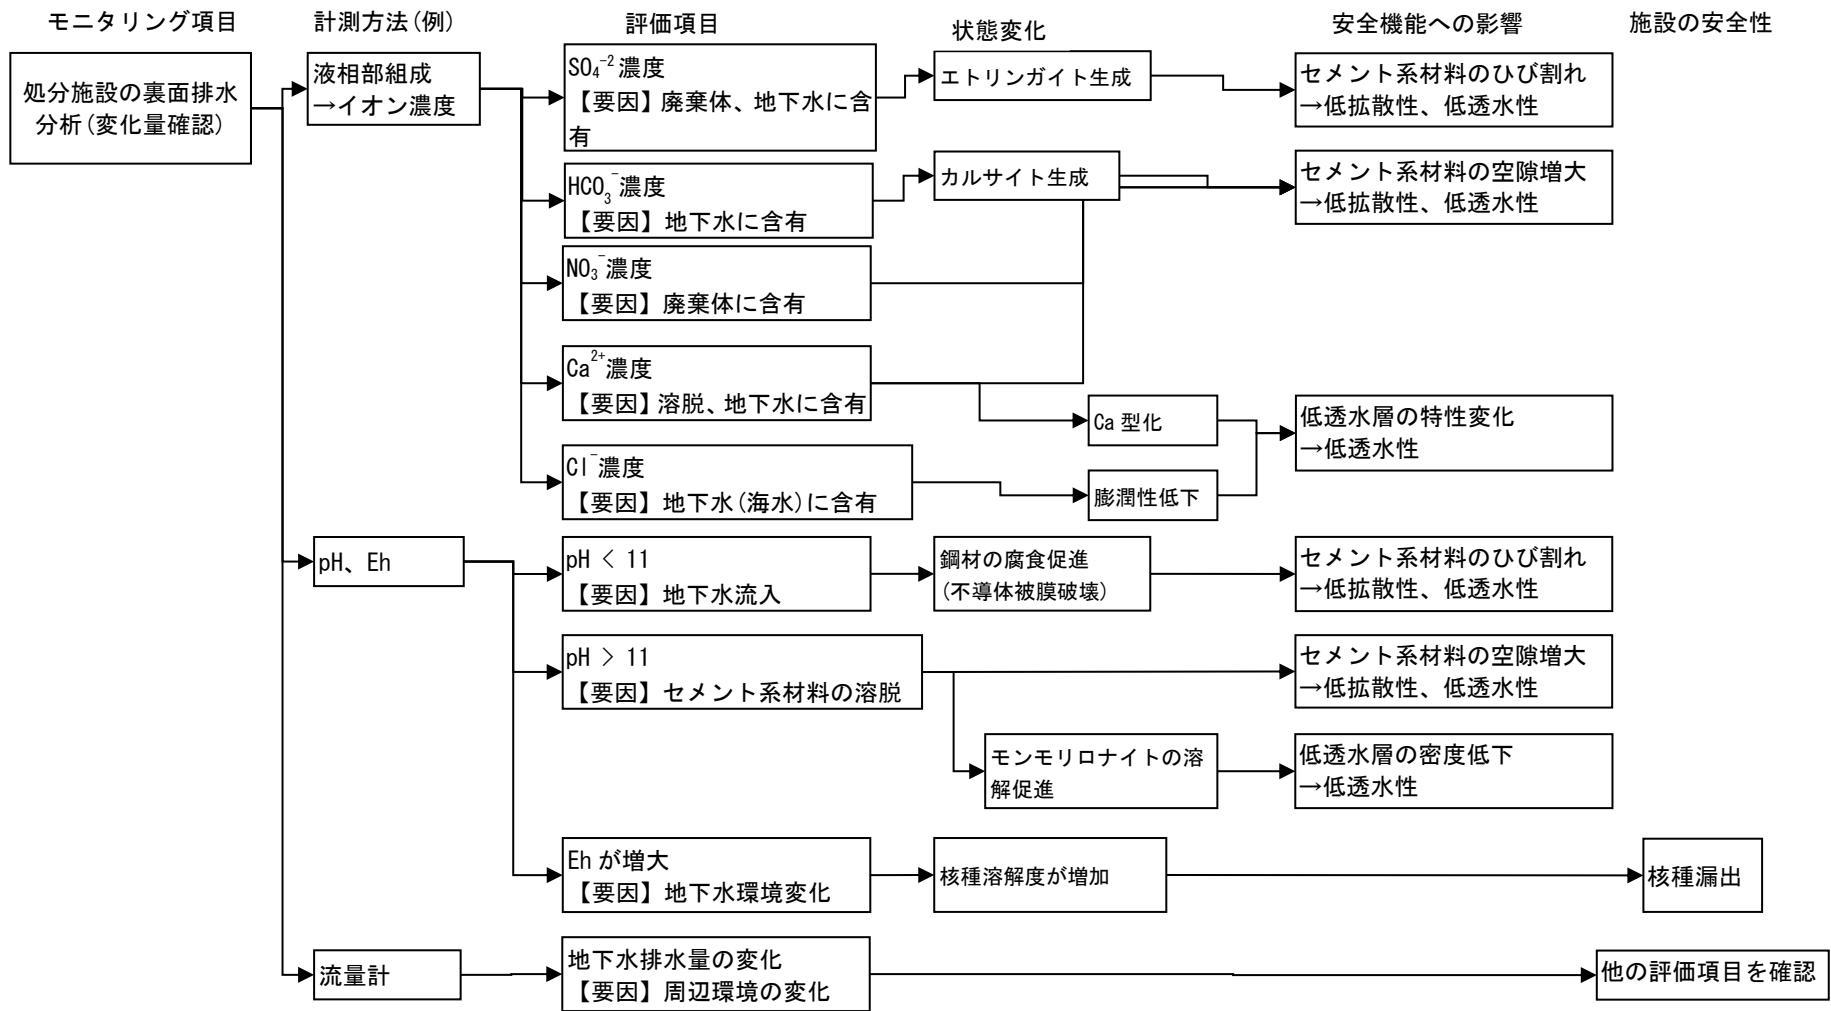 モニタリング項目
計測方法(例)
評価項目
状態変化
安全機能への影響
施設の安全性
処分施設の裏面排水
分析(変化量確認)
液相部組成
→イオン濃度
SO₄⁻²濃度
【要因】廃棄体、地下水に含
有
エトリンガイト生成
セメント系材料のひび割れ
→低拡散性、低透水性
HCO₃⁻濃度
【要因】地下水に含有
カルサイト生成
セメント系材料の空隙増大
→低拡散性、低透水性
NO₃⁻濃度
【要因】廃棄体に含有
Ca²⁺濃度
【要因】溶脱、地下水に含有
Ca型化
低透水層の特性変化
→低透水性
Cl⁻濃度
【要因】地下水(海水)に含有
膨潤性低下
pH、Eh
pH < 11
【要因】地下水流入
鋼材の腐食促進
(不導体被膜破壊)
セメント系材料のひび割れ
→低拡散性、低透水性
pH > 11
【要因】セメント系材料の溶脱
セメント系材料の空隙増大
→低拡散性、低透水性
モンモリロナイトの溶
解促進
低透水層の密度低下
→低透水性
Ehが増大
【要因】地下水環境変化
核種溶解度が増加
核種漏出
流量計
地下水排水量の変化
【要因】周辺環境の変化
他の評価項目を確認